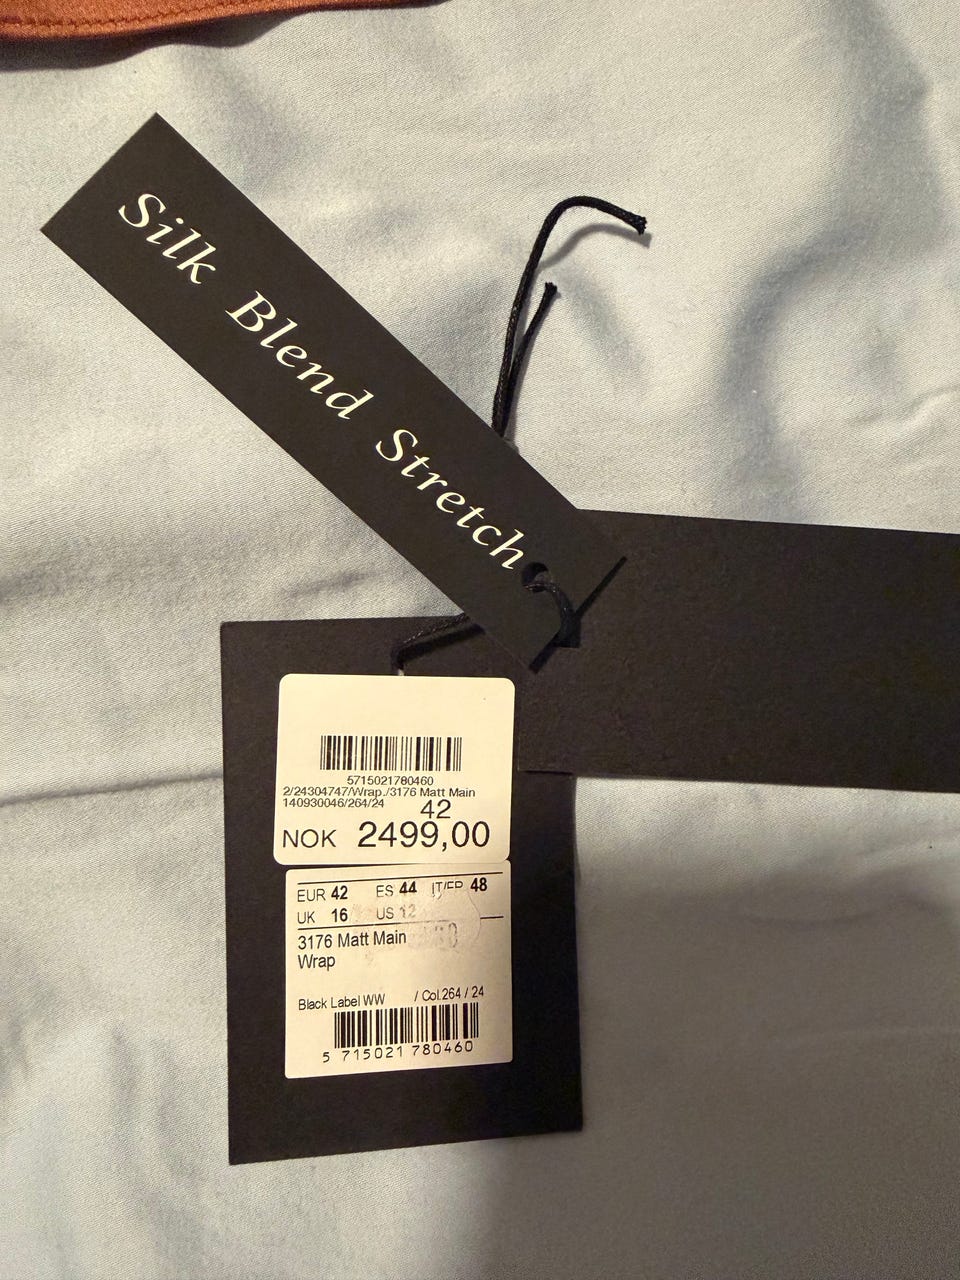 Silk Blend Stretch
5715021780460
2/24304747/Wrap./3176 Matt Main
140930046/264/24
42
NOK 2499,00
EUR 42 ES 44 IT/FR 48
UK 16 US 12
3176 Matt Main
Wrap
Black Label WW / Col.264 / 24
5 715021 780460